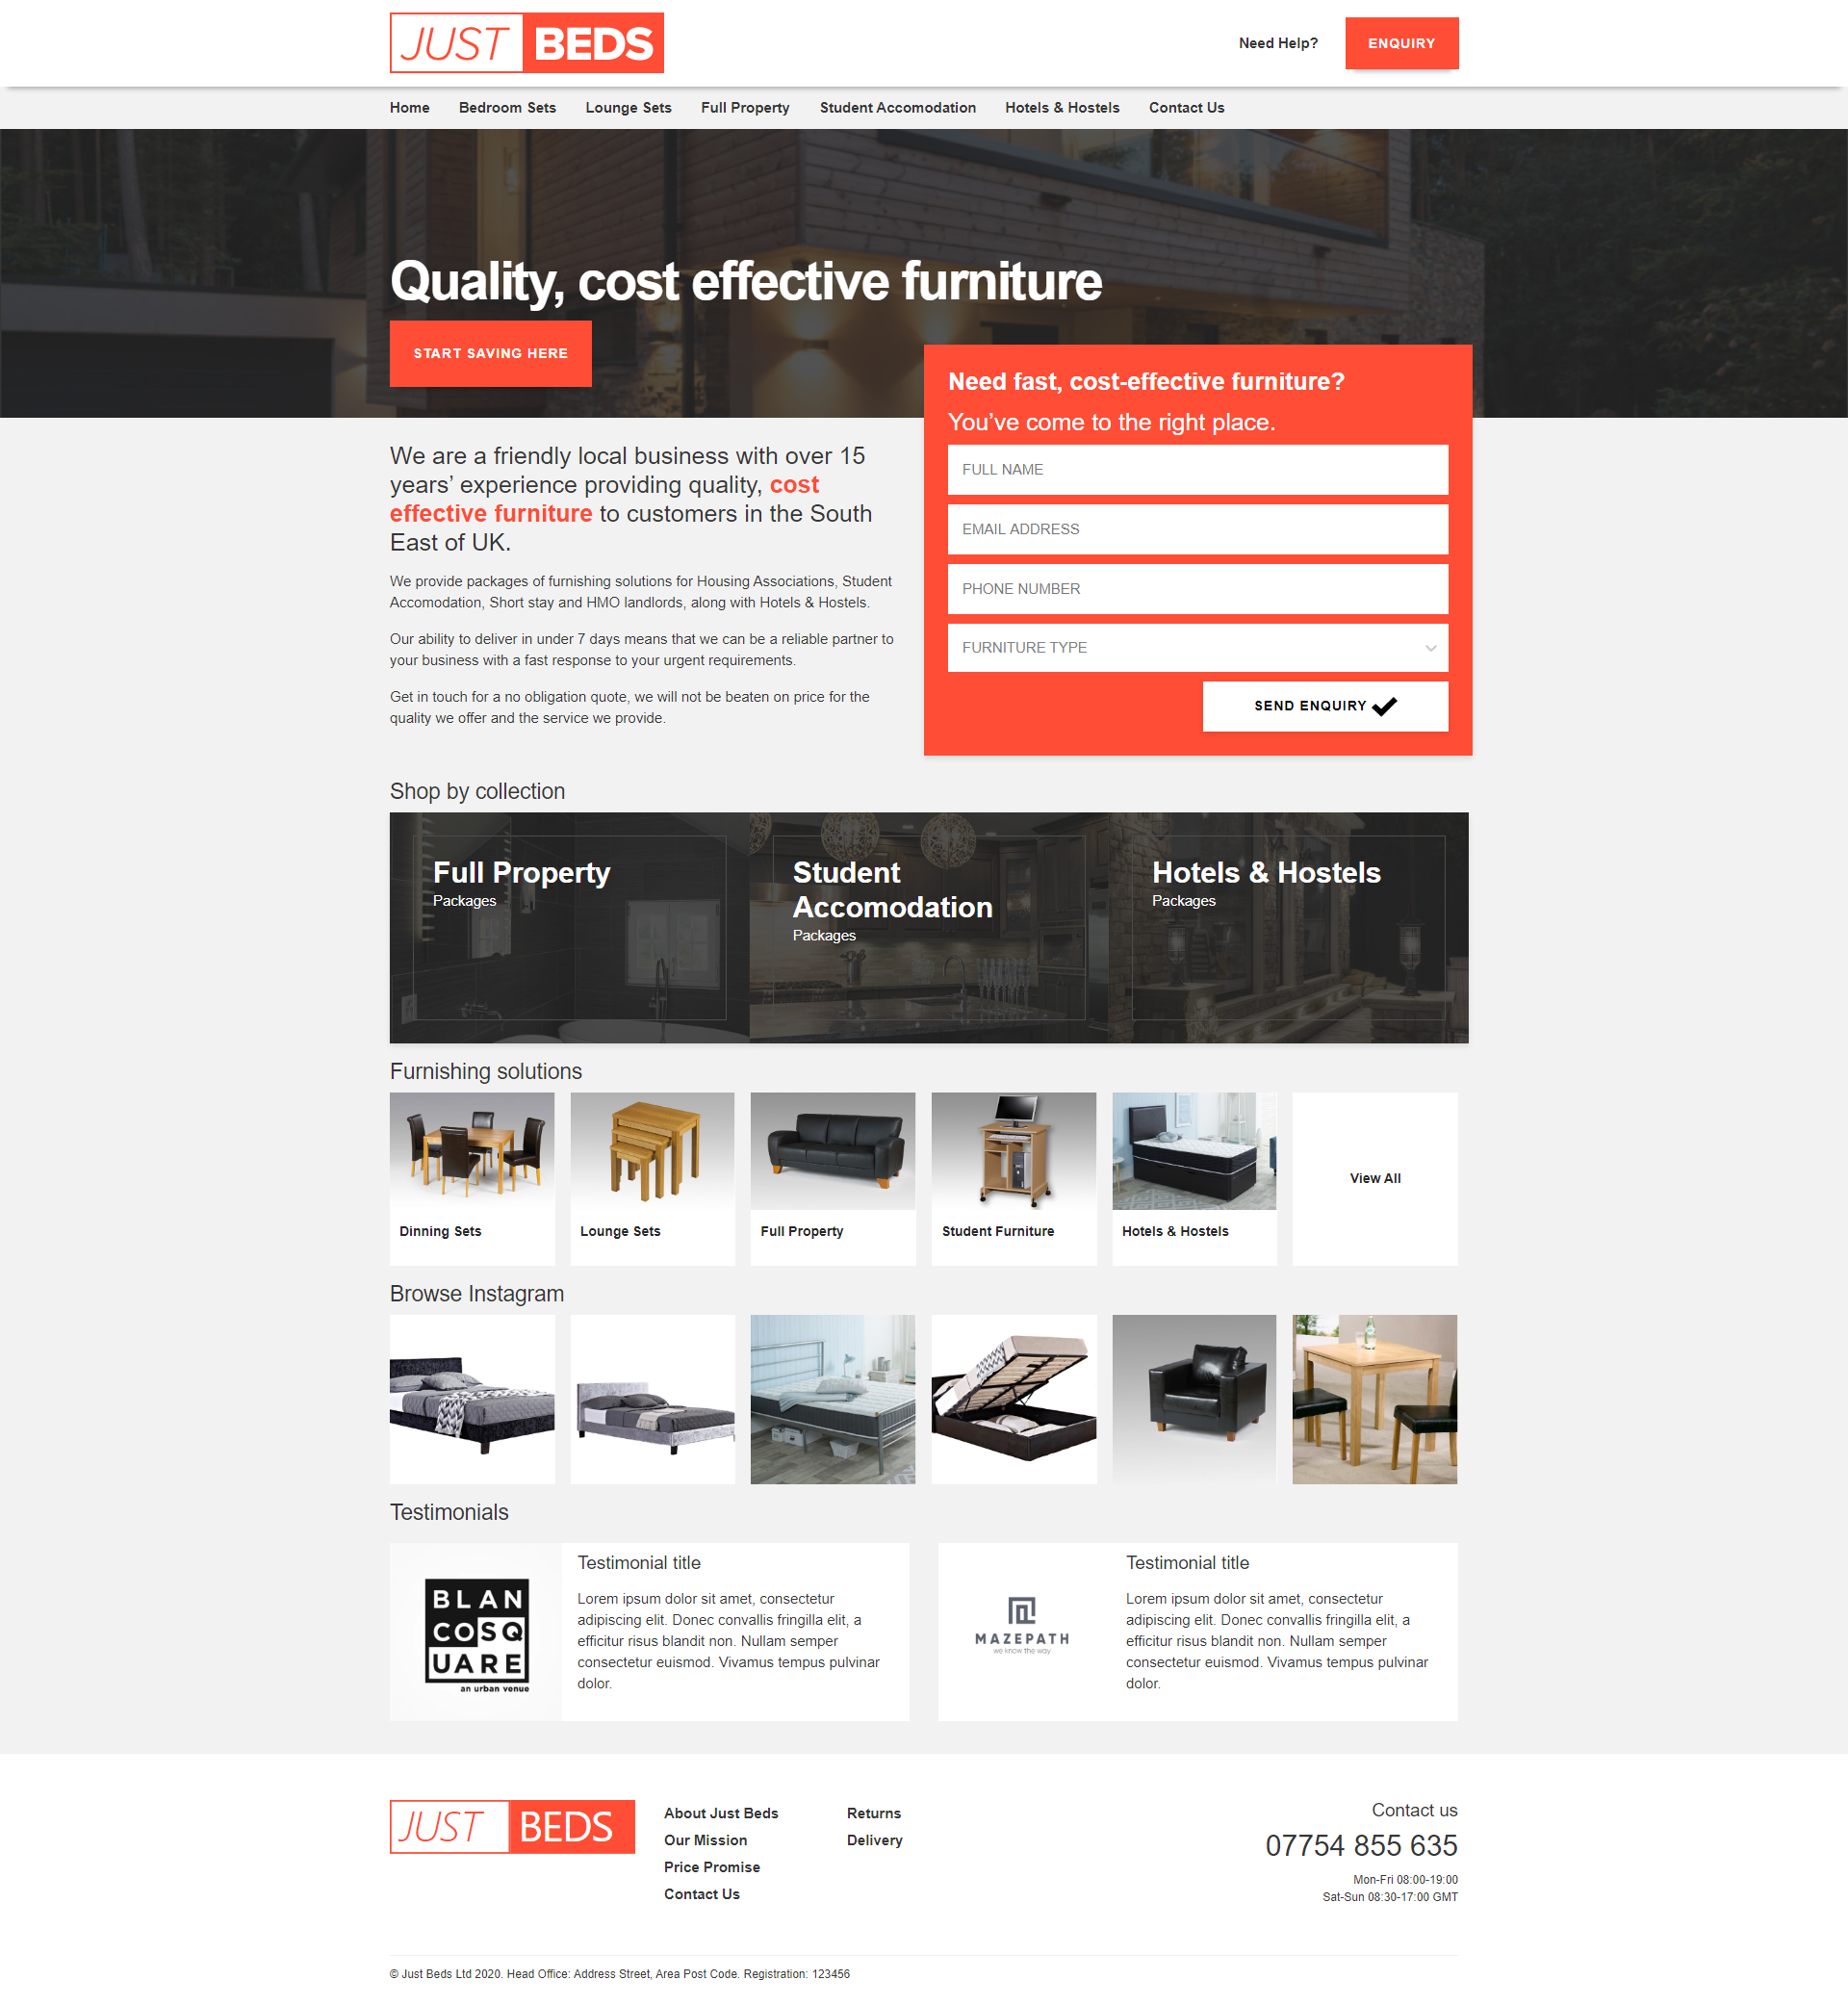 JUST BEDS
Need Help?
ENQUIRY
Home
Bedroom Sets
Lounge Sets
Full Property
Student Accomodation
Hotels & Hostels
Contact Us
Quality, cost effective furniture
START SAVING HERE
Need fast, cost-effective furniture?
You’ve come to the right place.
FULL NAME
EMAIL ADDRESS
PHONE NUMBER
FURNITURE TYPE
SEND ENQUIRY
We are a friendly local business with over 15
years’ experience providing quality, cost
effective furniture to customers in the South
East of UK.
We provide packages of furnishing solutions for Housing Associations, Student
Accomodation, Short stay and HMO landlords, along with Hotels & Hostels.
Our ability to deliver in under 7 days means that we can be a reliable partner to
your business with a fast response to your urgent requirements.
Get in touch for a no obligation quote, we will not be beaten on price for the
quality we offer and the service we provide.
Shop by collection
Full Property
Packages
Student
Accomodation
Packages
Hotels & Hostels
Packages
Furnishing solutions
Dinning Sets
Lounge Sets
Full Property
Student Furniture
Hotels & Hostels
View All
Browse Instagram
Testimonials
BLAN
COSQ
UARE
an urban venue
Testimonial title
Lorem ipsum dolor sit amet, consectetur
adipiscing elit. Donec convallis fringilla elit, a
efficitur risus blandit non. Nullam semper
consectetur euismod. Vivamus tempus pulvinar
dolor.
MAZEPATH
we know the way
Testimonial title
Lorem ipsum dolor sit amet, consectetur
adipiscing elit. Donec convallis fringilla elit, a
efficitur risus blandit non. Nullam semper
consectetur euismod. Vivamus tempus pulvinar
dolor.
JUST BEDS
About Just Beds
Our Mission
Price Promise
Contact Us
Returns
Delivery
Contact us
07754 855 635
Mon-Fri 08:00-19:00
Sat-Sun 08:30-17:00 GMT
© Just Beds Ltd 2020. Head Office: Address Street, Area Post Code. Registration: 123456